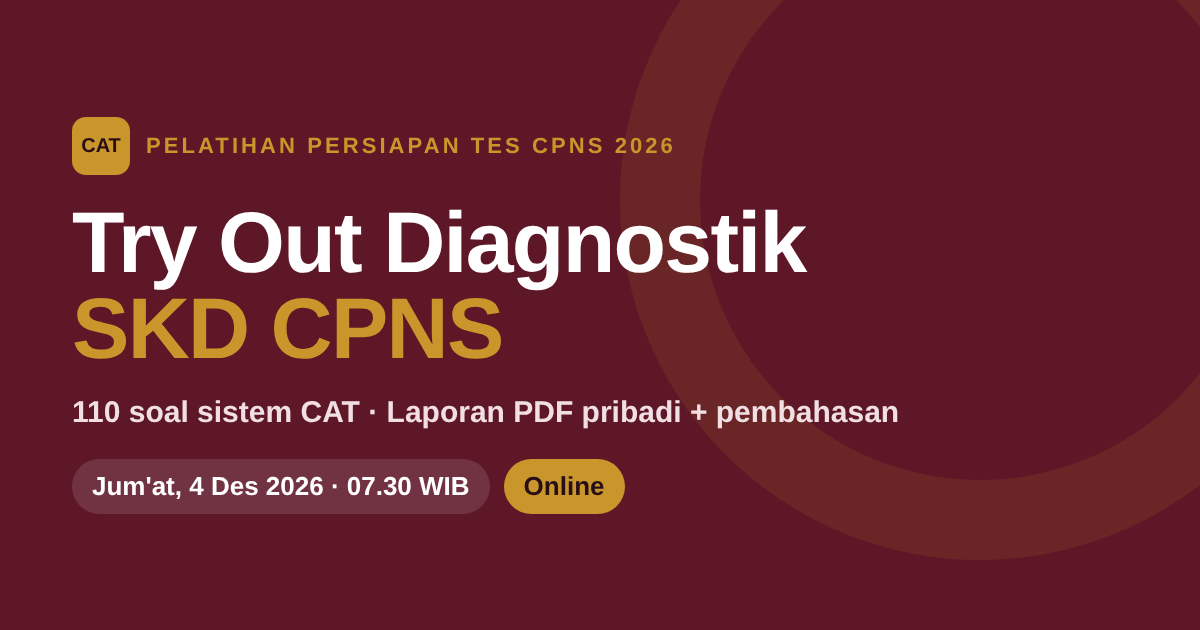 CAT
PELATIHAN PERSIAPAN TES CPNS 2026
Try Out Diagnostik
SKD CPNS
110 soal sistem CAT · Laporan PDF pribadi + pembahasan
Jum'at, 4 Des 2026 · 07.30 WIB
Online